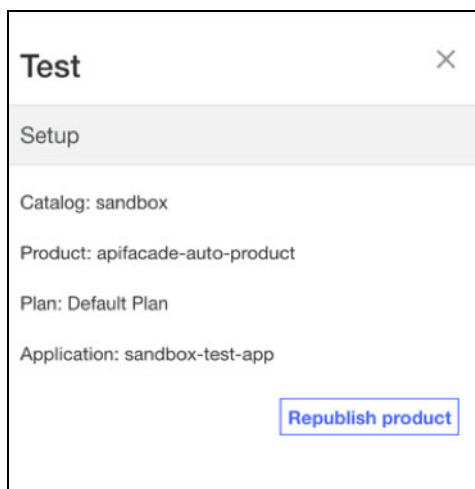 Test
Setup
Catalog: sandbox
Product: apifacade-auto-product
Plan: Default Plan
Application: sandbox-test-app
Republish product